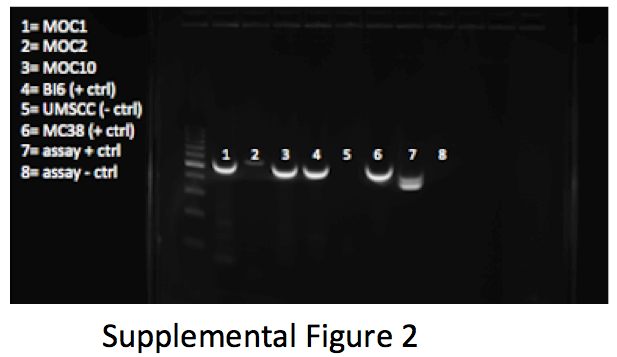 1= MOC1
2= MOC2
3= MOC10
4= Bl6 (+ ctrl)
5= UMSCC (- ctrl)
6= MC38 (+ ctrl)
7= assay + ctrl
8= assay - ctrl
1 2 3 4 5 6 7 8
Supplemental Figure 2